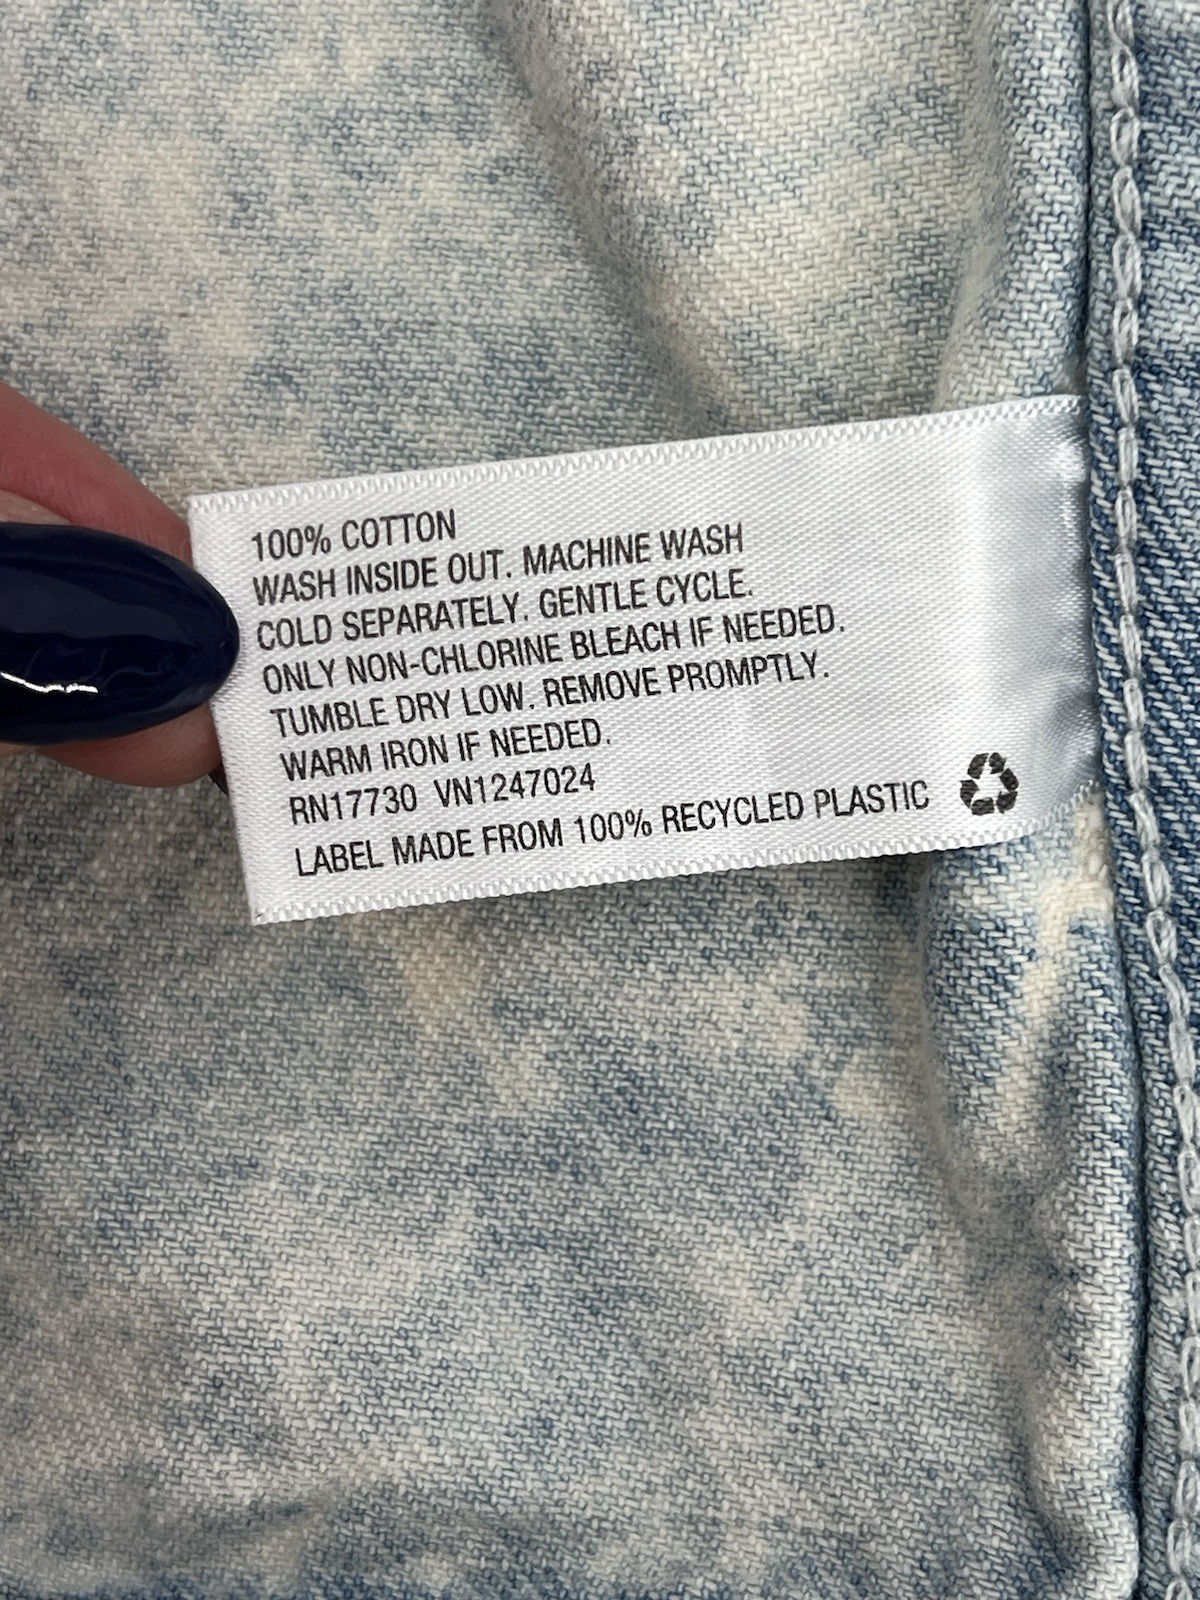 100% COTTON
WASH INSIDE OUT. MACHINE WASH
COLD SEPARATELY. GENTLE CYCLE.
ONLY NON-CHLORINE BLEACH IF NEEDED.
TUMBLE DRY LOW. REMOVE PROMPTLY.
WARM IRON IF NEEDED.
RN17730 VN1247024
LABEL MADE FROM 100% RECYCLED PLASTIC